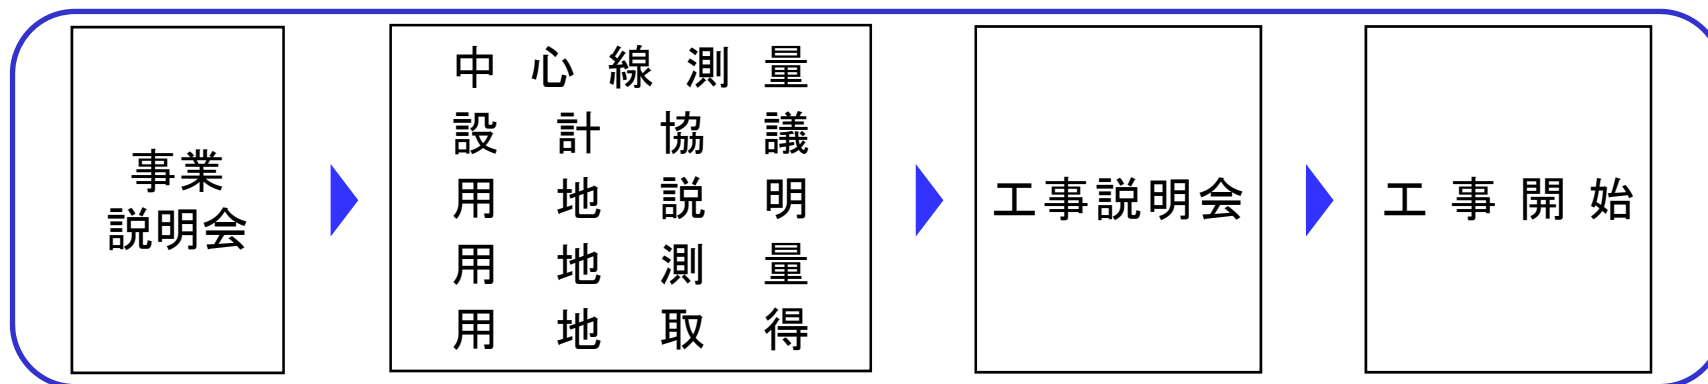 事業
説明会
中心線測量
設計協議
用地説明
用地測量
用地取得
工事説明会
工事開始